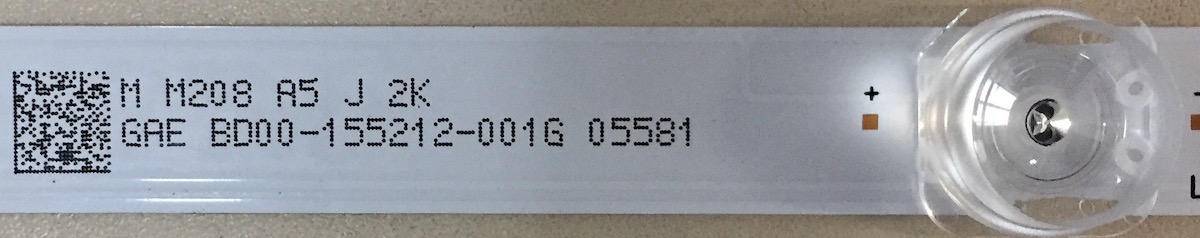 M M208 A5 J 2K
GAE BD00-155212-001G 05581
+
L